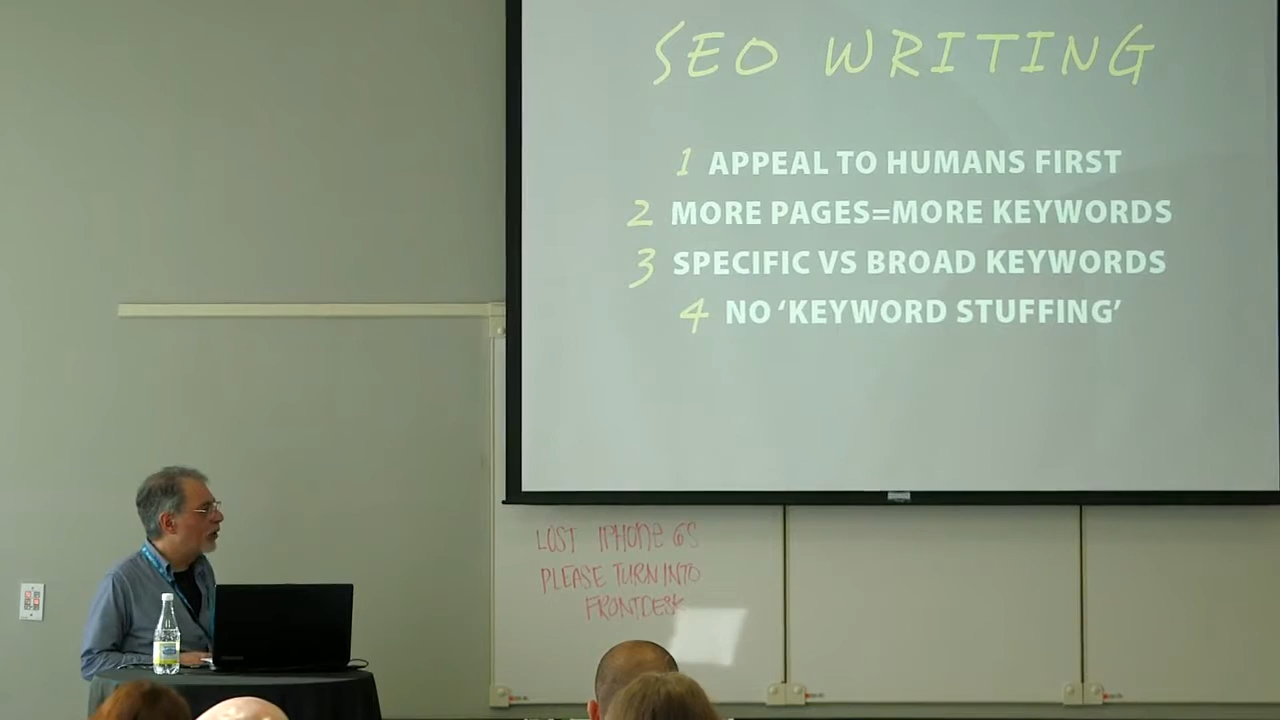 SEO WRITING
1 APPEAL TO HUMANS FIRST
2 MORE PAGES=MORE KEYWORDS
3 SPECIFIC VS BROAD KEYWORDS
4 NO ‘KEYWORD STUFFING’
LOST IPHONE 6S
PLEASE TURN INTO
FRONTDESK